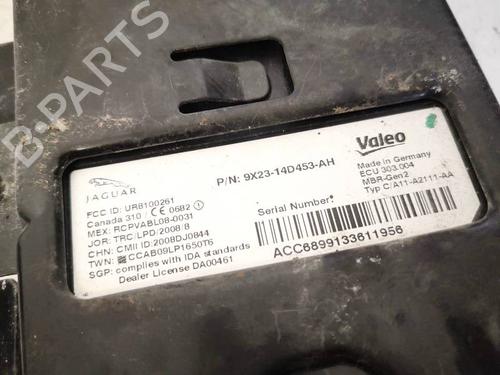 B-PARTS
JAGUAR
P/N: 9X23-14D453-AH
Valeo
Made in Germany
ECU 303.004
MBR-Gen2
Typ C/A11-A2111-AA
FCC ID: URB100261
Canada 310 CE 0682
MEX: RCPVABL08-0031
JOR: TRC/LPD/2008/8
CHN: CMII ID: 2008DJ0844
TWN: CCAB09LP1650T6
SGP: complies with IDA standards
Dealer License DA00461
Serial Number:
ACC6899133611956